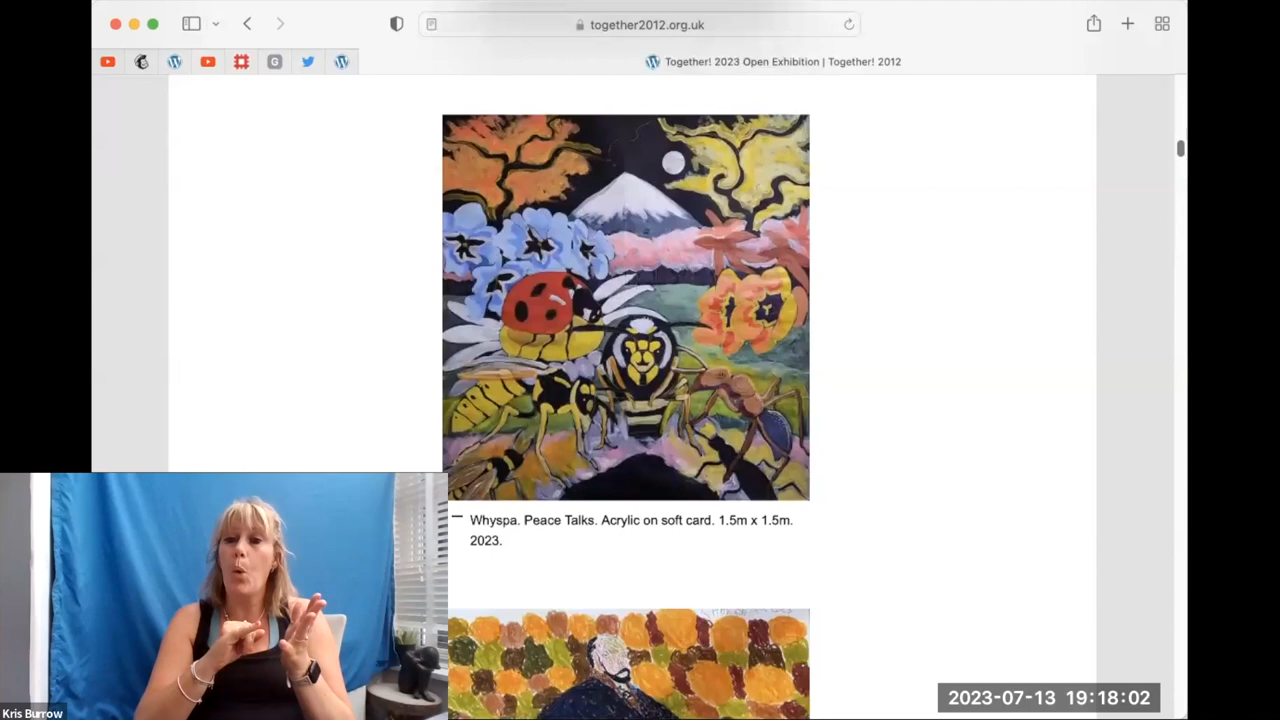 together2012.org.uk
Together! 2023 Open Exhibition | Together! 2012
Whyspa. Peace Talks. Acrylic on soft card. 1.5m x 1.5m.
2023.
Kris Burrow
2023-07-13 19:18:02